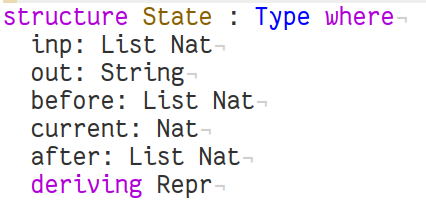 structure State : Type where¬
  inp: List Nat¬
  out: String¬
  before: List Nat¬
  current: Nat¬
  after: List Nat¬
  deriving Repr¬